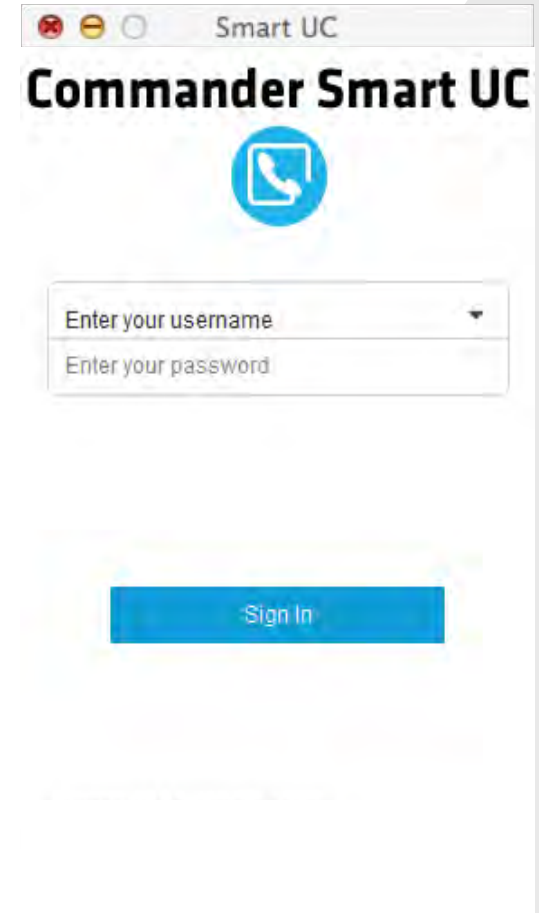 Smart UC
Commander Smart UC
Enter your username
Enter your password
Sign In